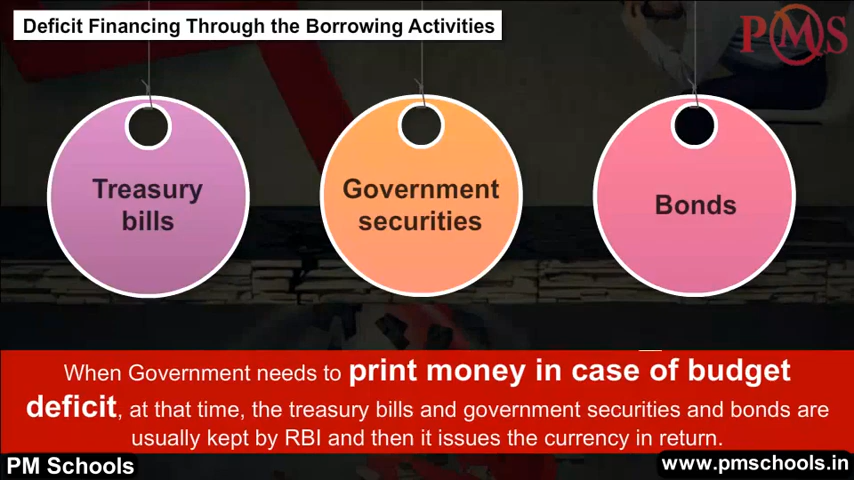 Deficit Financing Through the Borrowing Activities
PMS
Treasury
bills
Government
securities
Bonds
When Government needs to print money in case of budget
deficit, at that time, the treasury bills and government securities and bonds are
usually kept by RBI and then it issues the currency in return.
PM Schools
www.pmschools.in